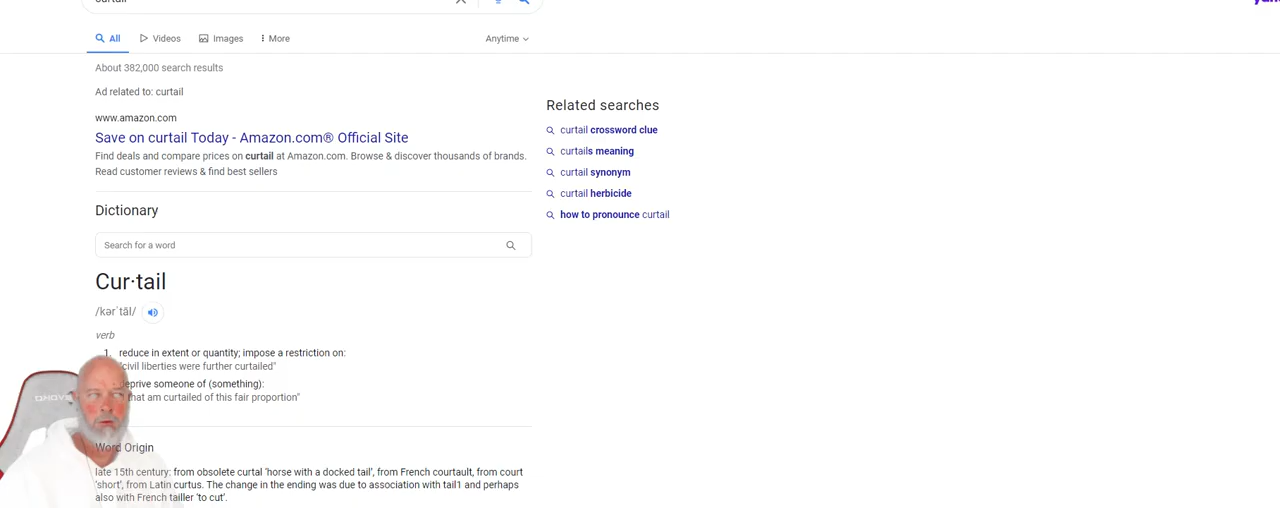 All
Videos
Images
More
Anytime
About 382,000 search results
Ad related to: curtail
www.amazon.com
Save on curtail Today - Amazon.com® Official Site
Find deals and compare prices on curtail at Amazon.com. Browse & discover thousands of brands.
Read customer reviews & find best sellers
Dictionary
Search for a word
Cur·tail
/kərˈtāl/
verb
1. reduce in extent or quantity; impose a restriction on:
"civil liberties were further curtailed"
deprive someone of (something):
that am curtailed of this fair proportion"
Word Origin
late 15th century: from obsolete curtal 'horse with a docked tail', from French courtault, from court
'short', from Latin curtus. The change in the ending was due to association with tail1 and perhaps
also with French tailler 'to cut'.
Related searches
curtail crossword clue
curtails meaning
curtail synonym
curtail herbicide
how to pronounce curtail